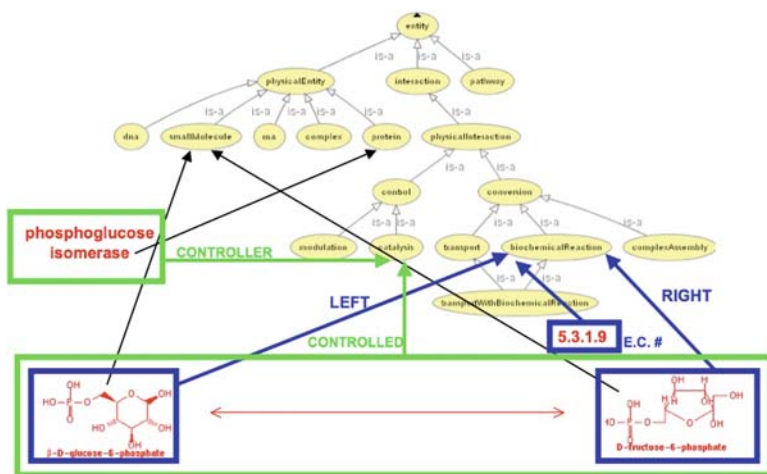 entity
is-a is-a is-a
physicalEntity interaction pathway
is-a is-a is-a is-a is-a
dna smallMolecule rna complex protein physicalInteraction
is-a is-a
control conversion
phosphoglucose
isomerase
is-a is-a is-a is-a is-a
modulation catalysis transport biochemicalReaction complexAssembly
CONTROLLER
is-a is-a
LEFT RIGHT
transportWithBiochemicalReaction
5.3.1.9 E.C. #
CONTROLLED
OH
HO P O
O
O OH
HO OH
OH
β-D-glucose-6-phosphate
OH
H OH
H H
OH
HO P O
O
O
OH
D-fructose-6-phosphate